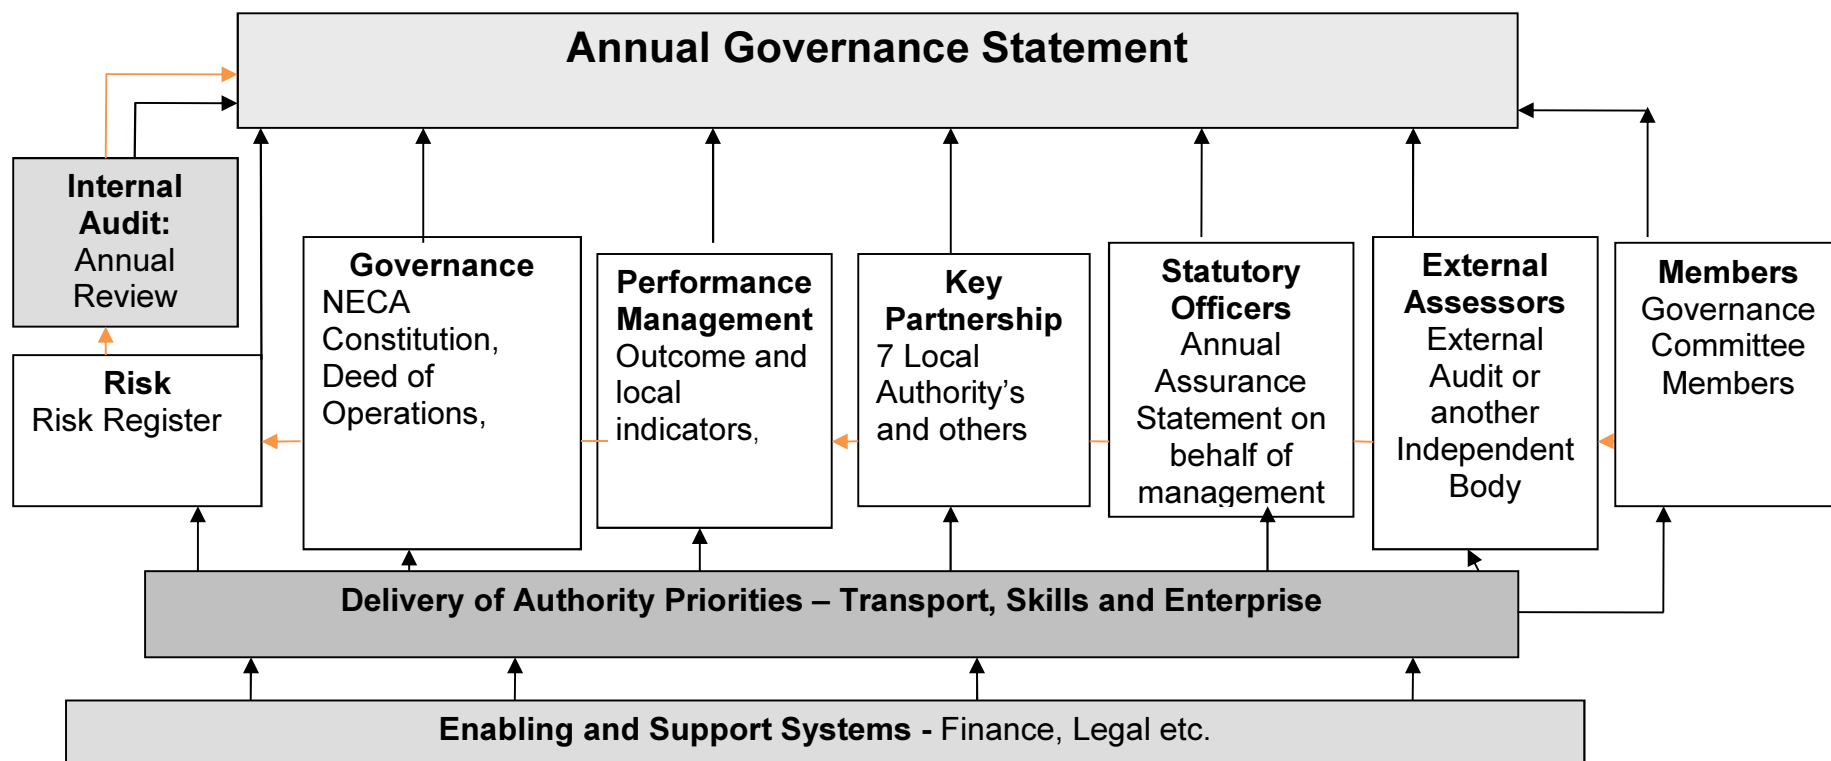 Annual Governance Statement
Internal
Audit:
Annual
Review
Risk
Risk Register
Governance
NECA
Constitution,
Deed of
Operations,
Performance
Management
Outcome and
local
indicators,
Key
Partnership
7 Local
Authority’s
and others
Statutory
Officers
Annual
Assurance
Statement on
behalf of
management
External
Assessors
External
Audit or
another
Independent
Body
Members
Governance
Committee
Members
Delivery of Authority Priorities – Transport, Skills and Enterprise
Enabling and Support Systems - Finance, Legal etc.